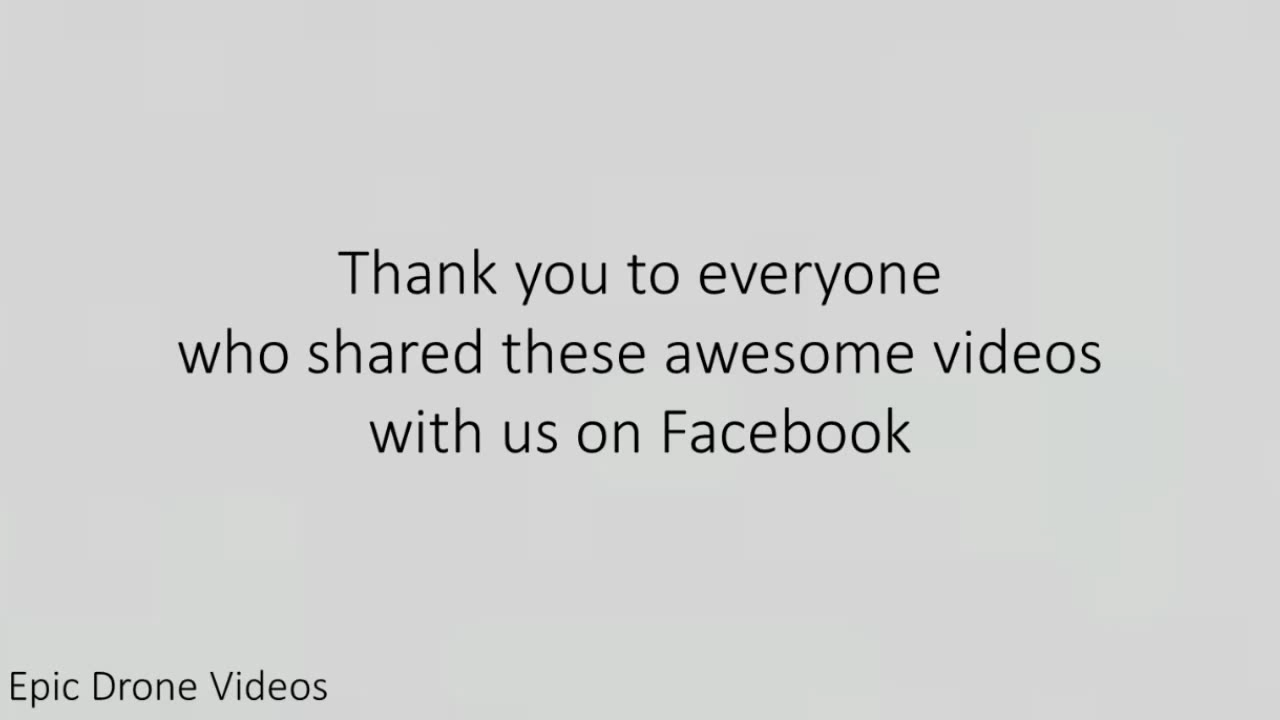 Thank you to everyone
who shared these awesome videos
with us on Facebook
Epic Drone Videos